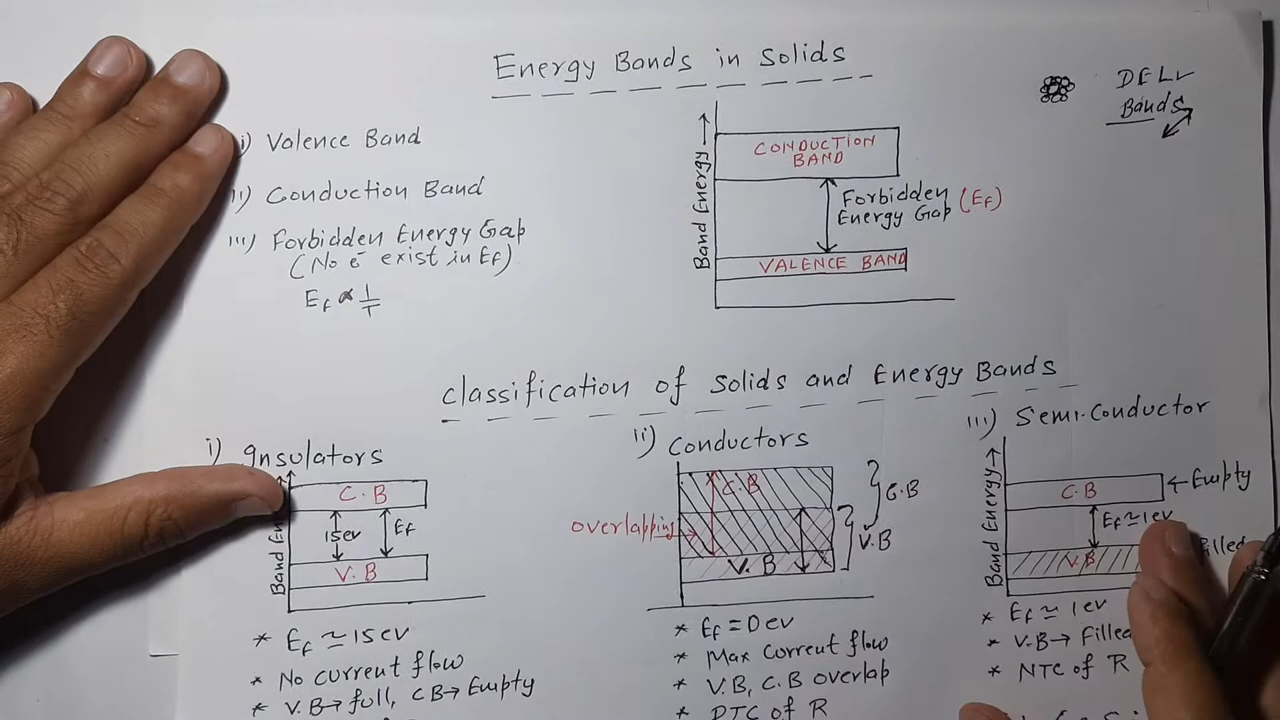 Energy Bands in Solids
DELr
Bands
i) Valence Band
ii) Conduction Band
iii) Forbidden Energy Gap
(No e⁻ exist in Ef)
Ef ∝ 1/T
Band Energy →
CONDUCTION
BAND
Forbidden
Energy Gap (Ef)
VALENCE BAND
Classification of Solids and Energy Bands
i) Insulators
C.B
15ev
Ef
V.B
* Ef ≃ 15ev
* No current flow
* V.B → full, CB → Empty
ii) Conductors
C.B
overlapping
V.B
C.B
V.B
* Ef = 0ev
* Max Current flow
* V.B, C.B overlap
* PTC of R
iii) Semi-Conductor
Band Energy →
C.B
← Empty
Ef ≃ 1ev
V.B
* Ef ≃ 1ev
* V.B → Filled
* NTC of R